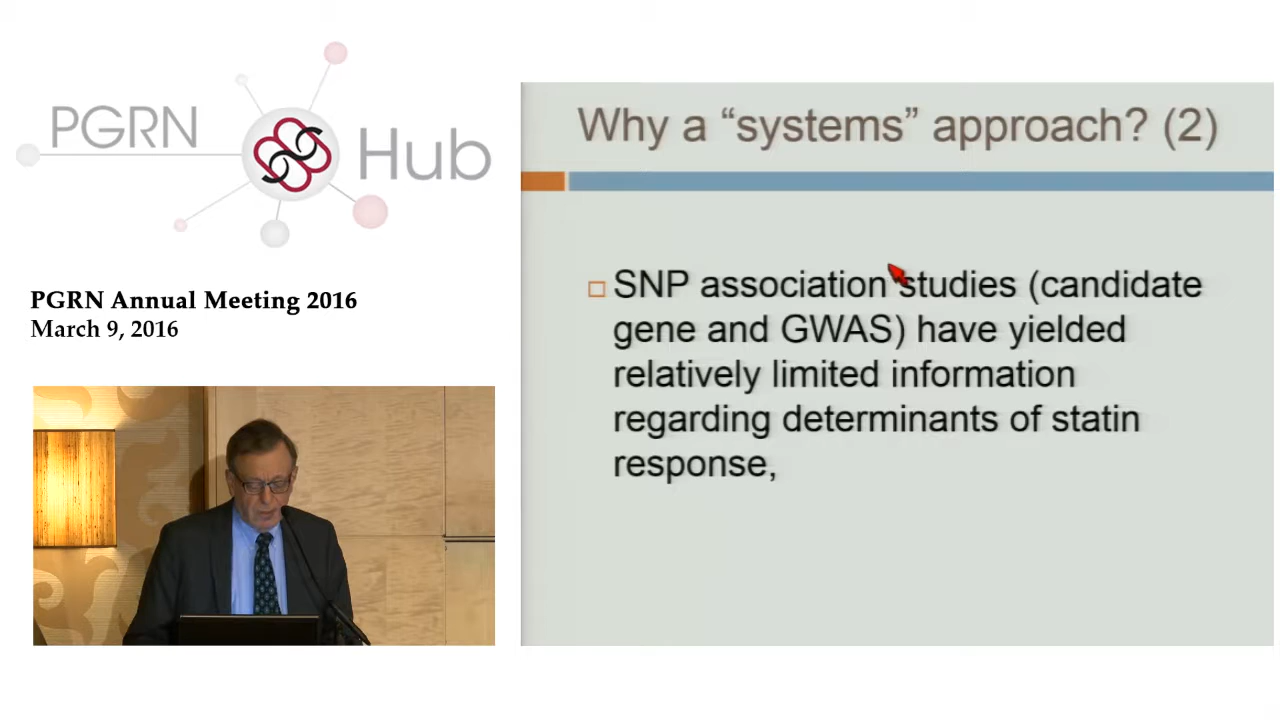 PGRN
Hub
PGRN Annual Meeting 2016
March 9, 2016
Why a “systems” approach? (2)
SNP association studies (candidate
gene and GWAS) have yielded
relatively limited information
regarding determinants of statin
response,